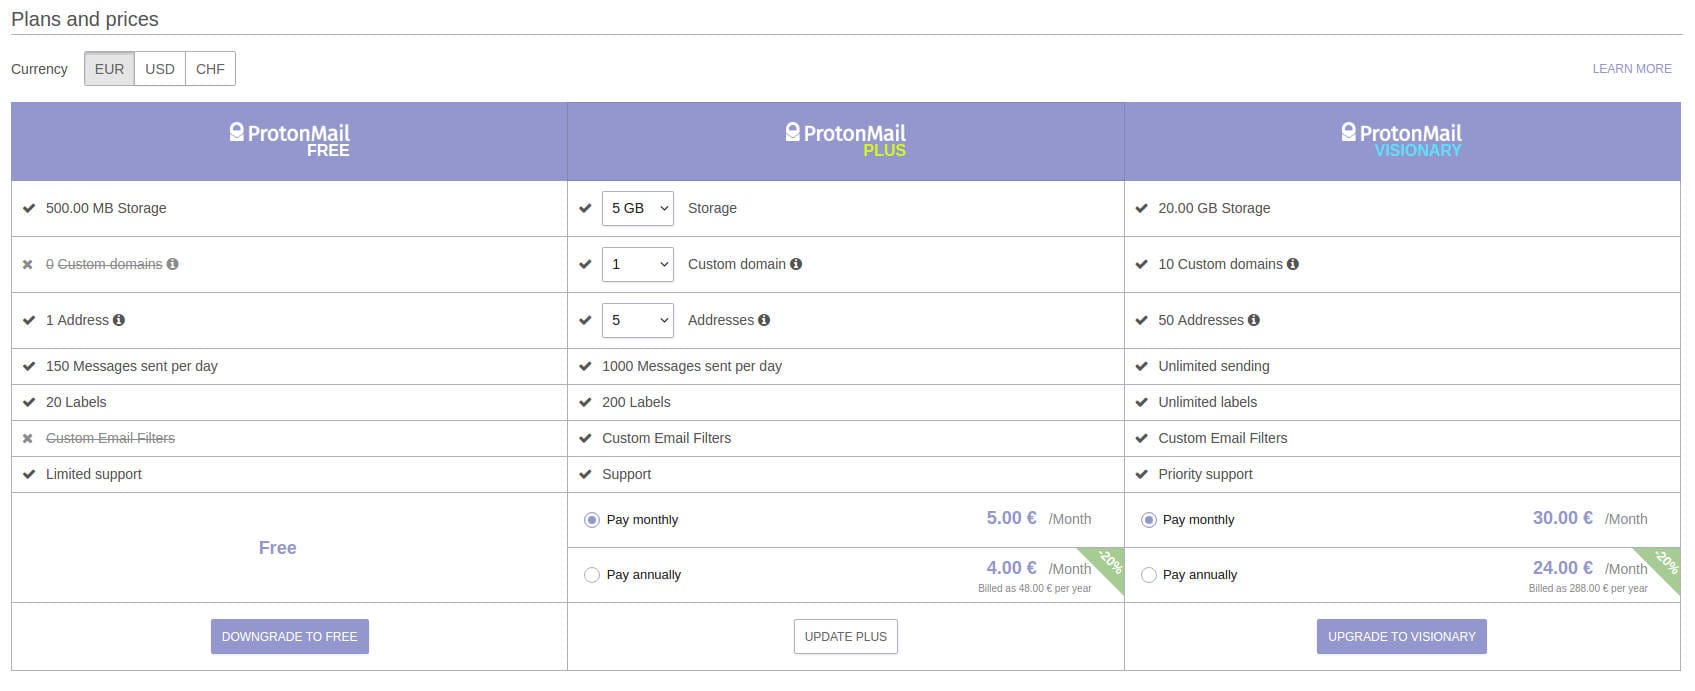 Plans and prices
Currency EUR USD CHF LEARN MORE
ProtonMail FREE
ProtonMail PLUS
ProtonMail VISIONARY
500.00 MB Storage
5 GB Storage
20.00 GB Storage
0 Custom domains
1 Custom domain
10 Custom domains
1 Address
5 Addresses
50 Addresses
150 Messages sent per day
1000 Messages sent per day
Unlimited sending
20 Labels
200 Labels
Unlimited labels
Custom Email Filters
Custom Email Filters
Custom Email Filters
Limited support
Support
Priority support
Free
Pay monthly 5.00 € /Month
Pay monthly 30.00 € /Month
Pay annually 4.00 € /Month -20%
Billed as 48.00 € per year
Pay annually 24.00 € /Month -20%
Billed as 288.00 € per year
DOWNGRADE TO FREE
UPDATE PLUS
UPGRADE TO VISIONARY